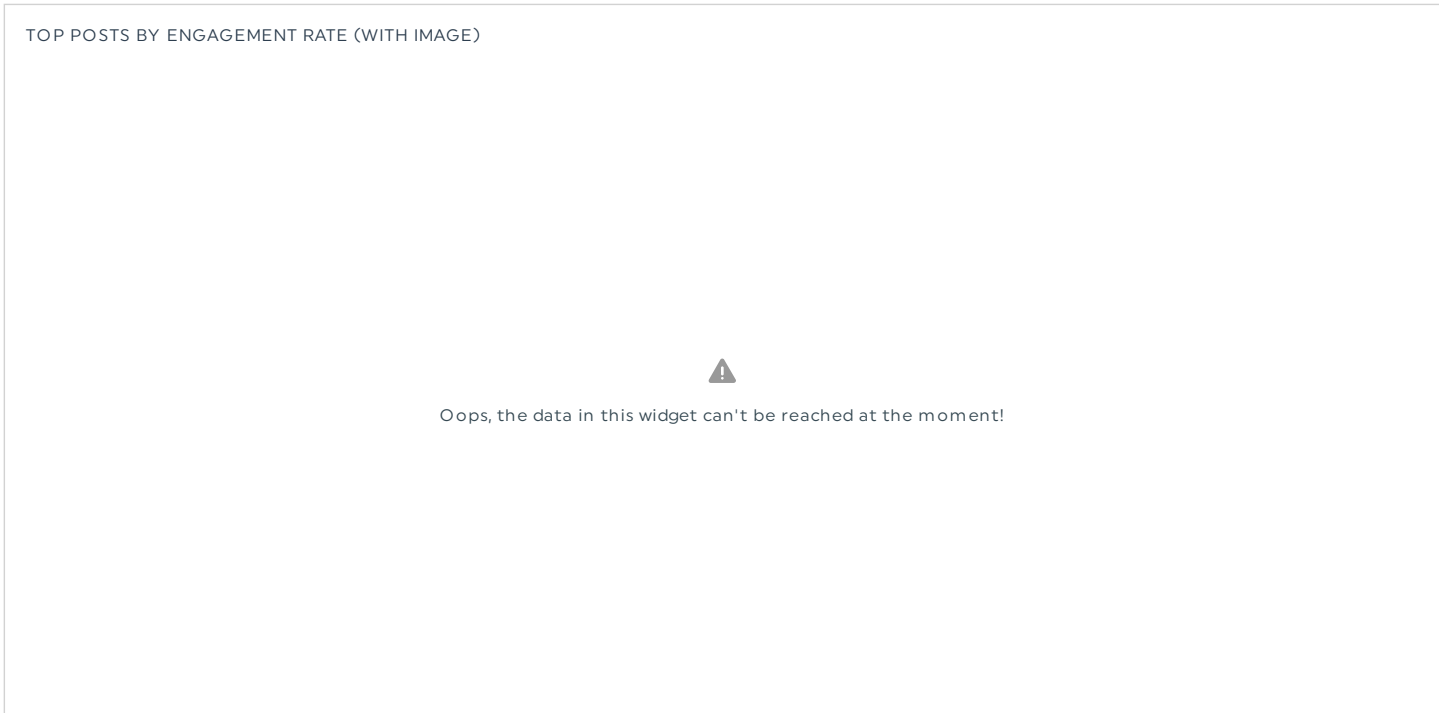 TOP POSTS BY ENGAGEMENT RATE (WITH IMAGE)
Oops, the data in this widget can't be reached at the moment!